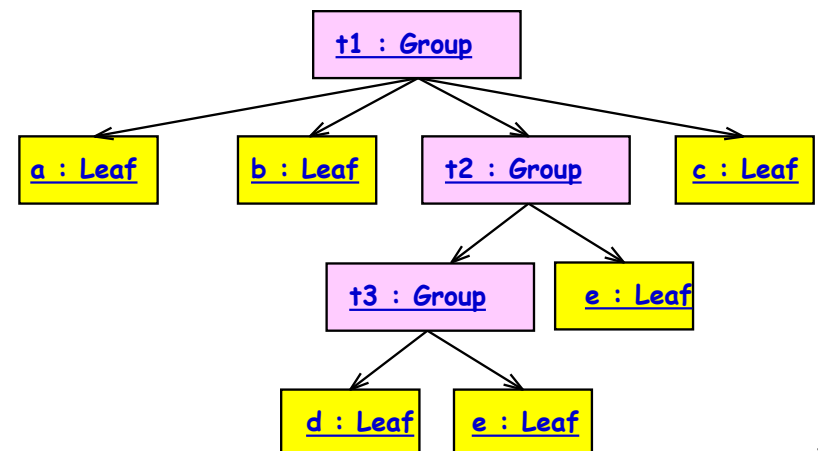 t1 : Group
a : Leaf
b : Leaf
t2 : Group
c : Leaf
t3 : Group
e : Leaf
d : Leaf
e : Leaf